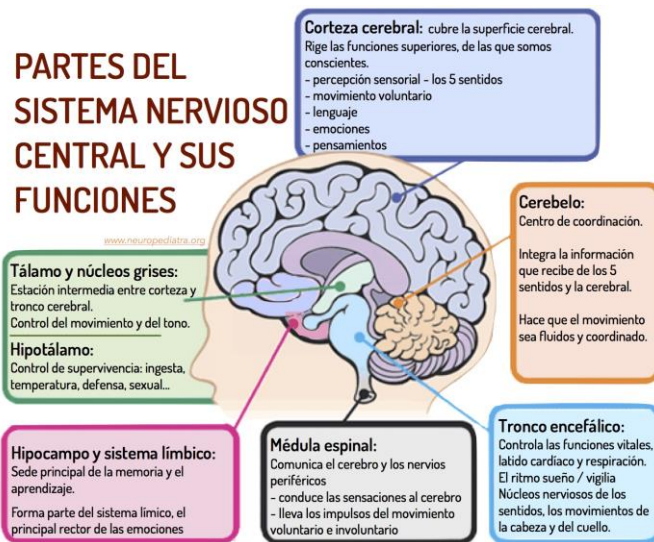 PARTES DEL
SISTEMA NERVIOSO
CENTRAL Y SUS
FUNCIONES
www.neuropediatra.org
Corteza cerebral: cubre la superficie cerebral.
Rige las funciones superiores, de las que somos
conscientes.
- percepción sensorial - los 5 sentidos
- movimiento voluntario
- lenguaje
- emociones
- pensamientos
Cerebelo:
Centro de coordinación.
Integra la información
que recibe de los 5
sentidos y la cerebral.
Hace que el movimiento
sea fluidos y coordinado.
Tálamo y núcleos grises:
Estación intermedia entre corteza y
tronco cerebral.
Control del movimiento y del tono.
Hipotálamo:
Control de supervivencia: ingesta,
temperatura, defensa, sexual...
Hipocampo y sistema límbico:
Sede principal de la memoria y el
aprendizaje.
Forma parte del sistema límico, el
principal rector de las emociones
Médula espinal:
Comunica el cerebro y los nervios
periféricos
- conduce las sensaciones al cerebro
- lleva los impulsos del movimiento
voluntario e involuntario
Tronco encefálico:
Controla las funciones vitales,
latido cardíaco y respiración.
El ritmo sueño / vigilia
Núcleos nerviosos de los
sentidos, los movimientos de
la cabeza y del cuello.